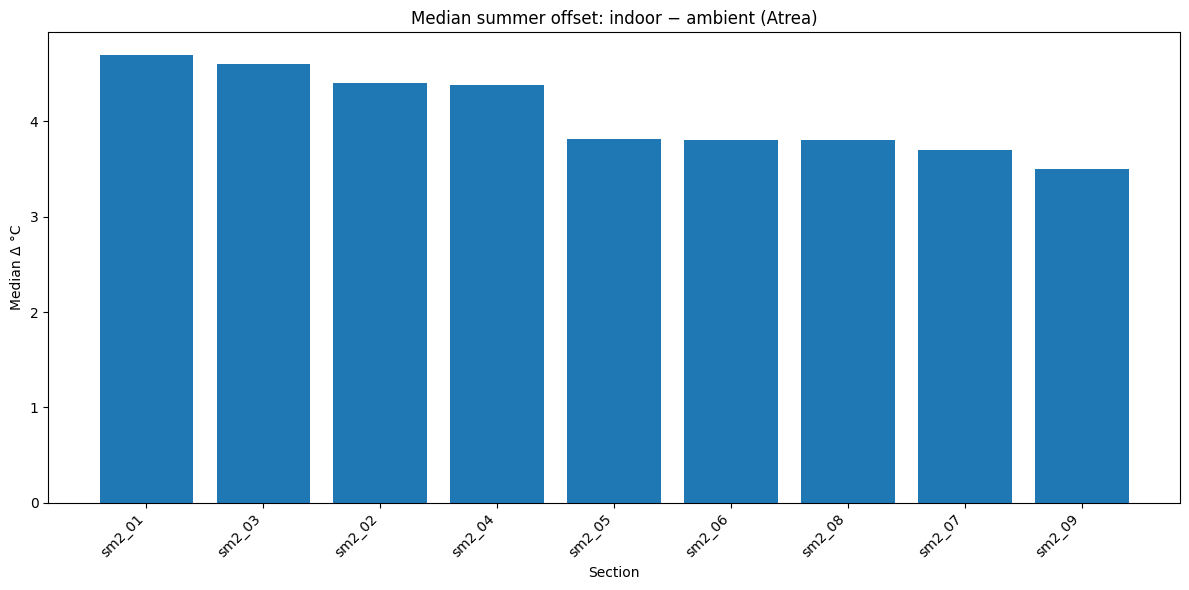 Median summer offset: indoor − ambient (Atrea)
Median Δ °C
4
3
2
1
0
sm2_01
sm2_03
sm2_02
sm2_04
sm2_05
sm2_06
sm2_08
sm2_07
sm2_09
Section